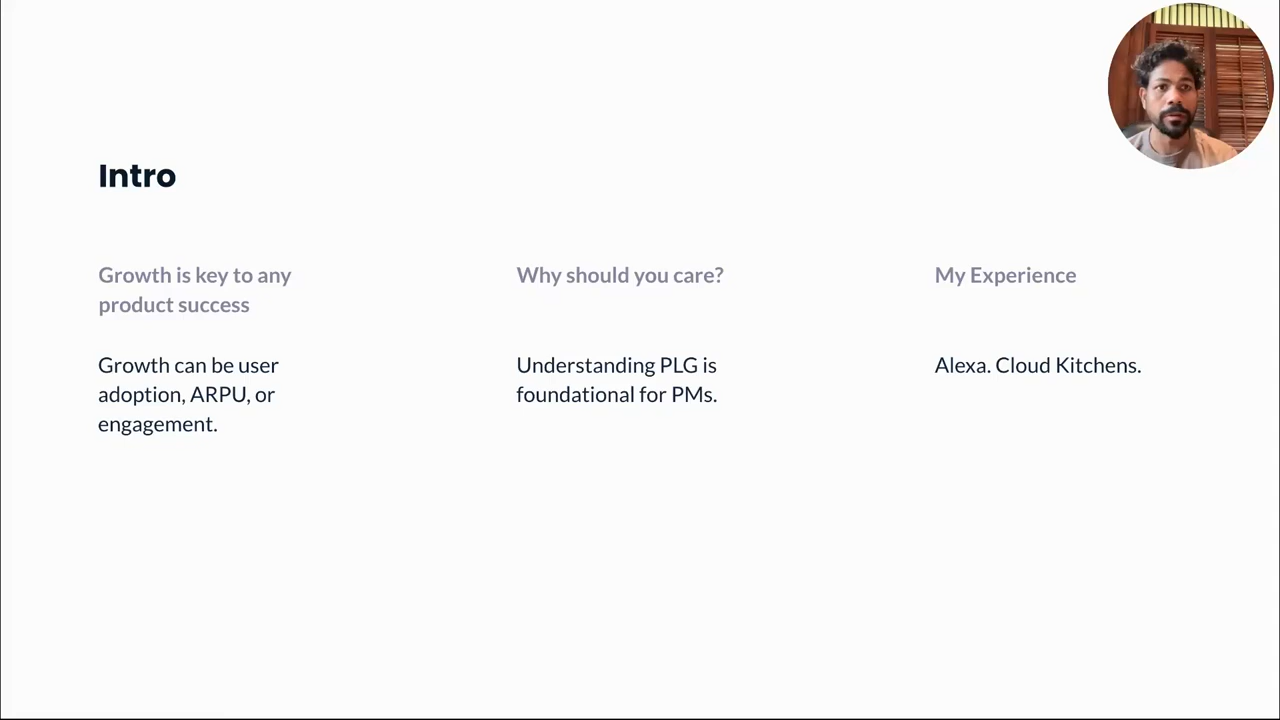 Intro
Growth is key to any
product success
Growth can be user
adoption, ARPU, or
engagement.
Why should you care?
Understanding PLG is
foundational for PMs.
My Experience
Alexa. Cloud Kitchens.